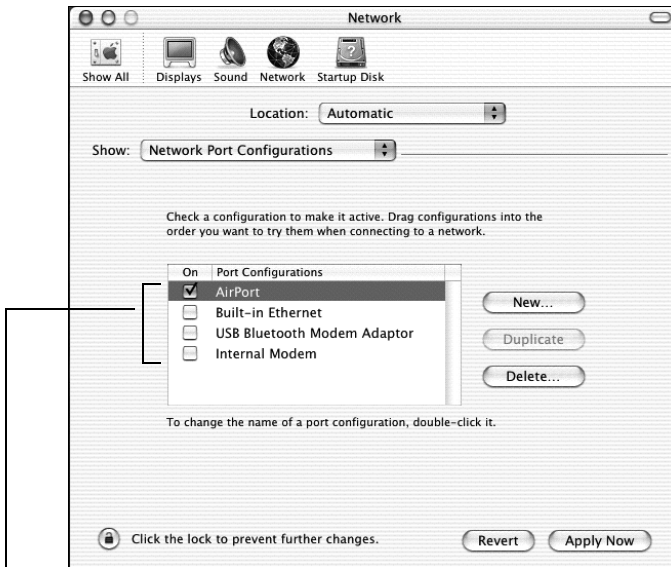 Network
Show All Displays Sound Network Startup Disk
Location: Automatic
Show: Network Port Configurations
Check a configuration to make it active. Drag configurations into the
order you want to try them when connecting to a network.
On Port Configurations
AirPort
Built-in Ethernet
USB Bluetooth Modem Adaptor
Internal Modem
New...
Duplicate
Delete...
To change the name of a port configuration, double-click it.
Click the lock to prevent further changes.
Revert Apply Now